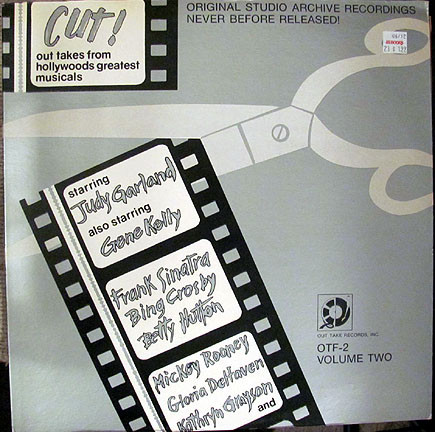 CUT!
out takes from
hollywoods greatest
musicals
ORIGINAL STUDIO ARCHIVE RECORDINGS
NEVER BEFORE RELEASED!
starring
Judy Garland
also starring
Gene Kelly
Frank Sinatra
Bing Crosby
Betty Hutton
Mickey Rooney
Gloria DeHaven
Kathryn Grayson
and
OUT TAKE RECORDS, INC.
OTF-2
VOLUME TWO